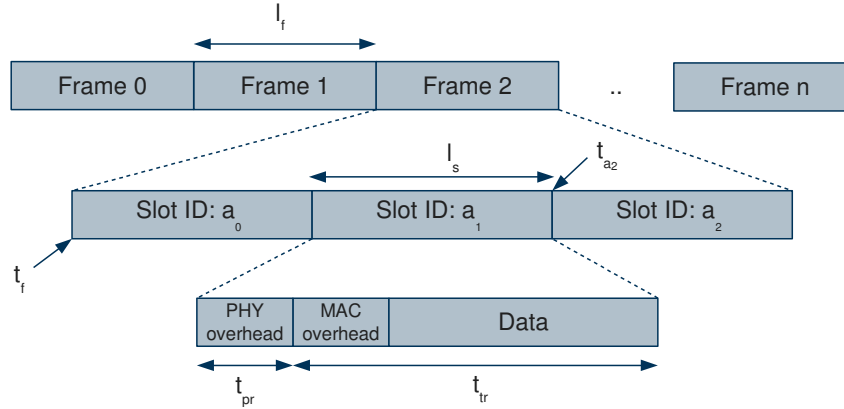 l_f
Frame 0 Frame 1 Frame 2 .. Frame n
l_s t_a2
Slot ID: a_0 Slot ID: a_1 Slot ID: a_2
t_f
PHY overhead MAC overhead Data
t_pr t_tr